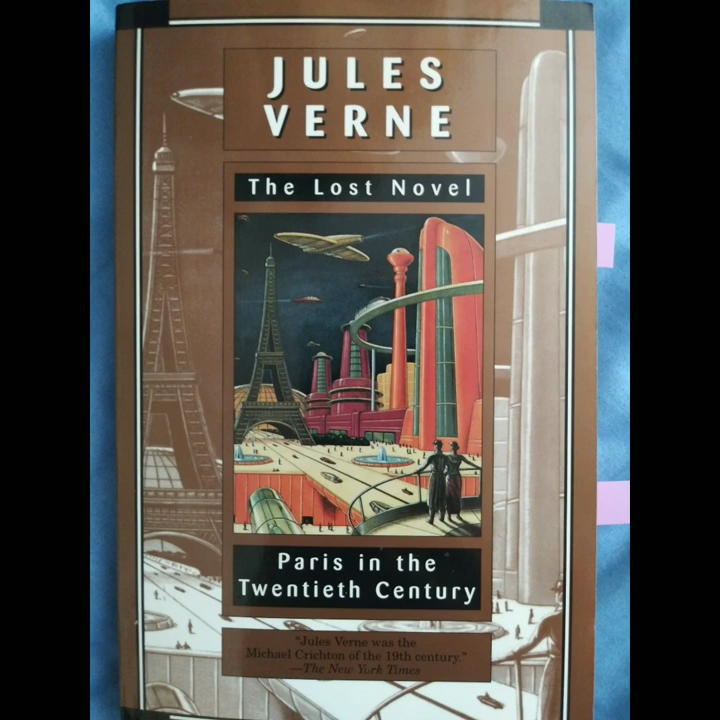 JULES
VERNE
The Lost Novel
Paris in the
Twentieth Century
"Jules Verne was the
Michael Crichton of the 19th century."
—The New York Times